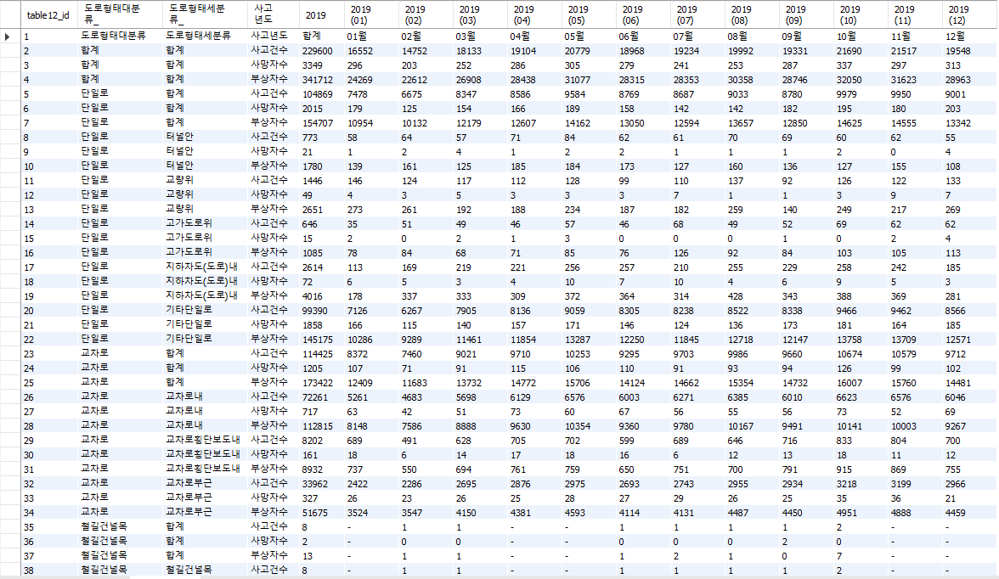 table12_id 도로형태대분류_ 도로형태세분류_ 사고년도 2019 2019 (01) 2019 (02) 2019 (03) 2019 (04) 2019 (05) 2019 (06) 2019 (07) 2019 (08) 2019 (09) 2019 (10) 2019 (11) 2019 (12)
1 도로형태대분류 도로형태세분류 사고년도 합계 01월 02월 03월 04월 05월 06월 07월 08월 09월 10월 11월 12월
2 합계 합계 사고건수 229600 16552 14752 18133 19104 20779 18968 19234 19992 19331 21690 21517 19548
3 합계 합계 사망자수 3349 296 203 252 286 305 279 241 253 287 337 297 313
4 합계 합계 부상자수 341712 24269 22612 26908 28438 31077 28315 28353 30358 28746 32050 31623 28963
5 단일로 합계 사고건수 104869 7478 6675 8347 8586 9584 8769 8687 9033 8780 9979 9950 9001
6 단일로 합계 사망자수 2015 179 125 154 166 189 158 142 142 182 195 180 203
7 단일로 합계 부상자수 154707 10954 10132 12179 12607 14162 13050 12594 13657 12850 14625 14555 13342
8 단일로 터널안 사고건수 773 58 64 57 71 84 62 61 70 69 60 62 55
9 단일로 터널안 사망자수 21 1 2 4 1 2 2 1 1 1 2 0 4
10 단일로 터널안 부상자수 1780 139 161 125 185 184 173 127 160 136 127 155 108
11 단일로 교량위 사고건수 1446 146 124 117 112 128 99 110 137 92 126 122 133
12 단일로 교량위 사망자수 49 4 3 5 3 3 3 7 1 1 3 9 7
13 단일로 교량위 부상자수 2651 273 261 192 188 234 187 182 259 140 249 217 269
14 단일로 고가도로위 사고건수 646 35 51 49 46 57 46 68 49 52 69 62 62
15 단일로 고가도로위 사망자수 15 2 0 2 1 3 0 0 0 1 0 2 4
16 단일로 고가도로위 부상자수 1085 78 84 68 71 85 76 126 92 84 103 105 113
17 단일로 지하차도(도로)내 사고건수 2614 113 169 219 221 256 257 210 255 229 258 242 185
18 단일로 지하차도(도로)내 사망자수 72 6 5 3 4 10 7 10 4 6 9 5 3
19 단일로 지하차도(도로)내 부상자수 4016 178 337 333 309 372 364 314 428 343 388 369 281
20 단일로 기타단일로 사고건수 99390 7126 6267 7905 8136 9059 8305 8238 8522 8338 9466 9462 8566
21 단일로 기타단일로 사망자수 1858 166 115 140 157 171 146 124 136 173 181 164 185
22 단일로 기타단일로 부상자수 145175 10286 9289 11461 11854 13287 12250 11845 12718 12147 13758 13709 12571
23 교차로 합계 사고건수 114425 8372 7460 9021 9710 10253 9295 9703 9986 9660 10674 10579 9712
24 교차로 합계 사망자수 1205 107 71 91 115 106 110 91 93 94 126 99 102
25 교차로 합계 부상자수 173422 12409 11683 13732 14772 15706 14124 14662 15354 14732 16007 15760 14481
26 교차로 교차로내 사고건수 72261 5261 4683 5698 6129 6576 6003 6271 6385 6010 6623 6576 6046
27 교차로 교차로내 사망자수 717 63 42 51 73 60 67 56 55 56 73 52 69
28 교차로 교차로내 부상자수 112815 8148 7586 8888 9630 10354 9360 9780 10167 9491 10141 10003 9267
29 교차로 교차로횡단보도내 사고건수 8202 689 491 628 705 702 599 689 646 716 833 804 700
30 교차로 교차로횡단보도내 사망자수 161 18 6 14 17 18 16 6 12 13 18 11 12
31 교차로 교차로횡단보도내 부상자수 8932 737 550 694 761 759 650 751 700 791 915 869 755
32 교차로 교차로부근 사고건수 33962 2422 2286 2695 2876 2975 2693 2743 2955 2934 3218 3199 2966
33 교차로 교차로부근 사망자수 327 26 23 26 25 28 27 29 26 25 35 36 21
34 교차로 교차로부근 부상자수 51675 3524 3547 4150 4381 4593 4114 4131 4487 4450 4951 4888 4459
35 철길건널목 합계 사고건수 8 - 1 1 - - 1 1 1 1 2 - -
36 철길건널목 합계 사망자수 2 - 0 0 - - 0 0 0 2 0 - -
37 철길건널목 합계 부상자수 13 - 1 1 - - 1 2 1 0 7 - -
38 철길건널목 철길건널목 사고건수 8 - 1 1 - - 1 1 1 1 2 - -